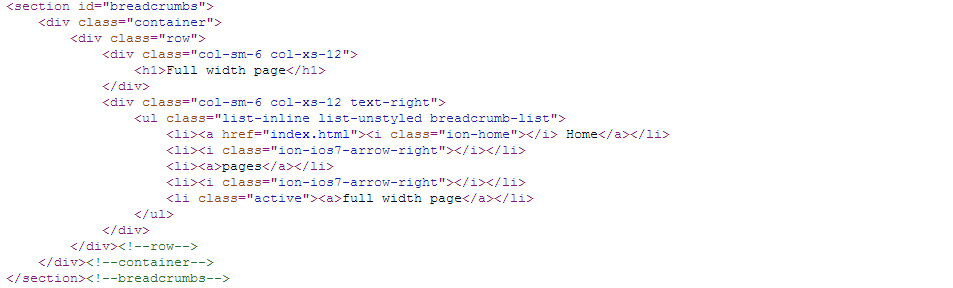 <section id="breadcrumbs">
<div class="container">
<div class="row">
<div class="col-sm-6 col-xs-12">
<h1>Full width page</h1>
</div>
<div class="col-sm-6 col-xs-12 text-right">
<ul class="list-inline list-unstyled breadcrumb-list">
<li><a href="index.html"><i class="ion-home"></i> Home</a></li>
<li><i class="ion-ios7-arrow-right"></i></li>
<li><a>pages</a></li>
<li><i class="ion-ios7-arrow-right"></i></li>
<li class="active"><a>full width page</a></li>
</ul>
</div>
</div><!--row-->
</div><!--container-->
</section><!--breadcrumbs-->